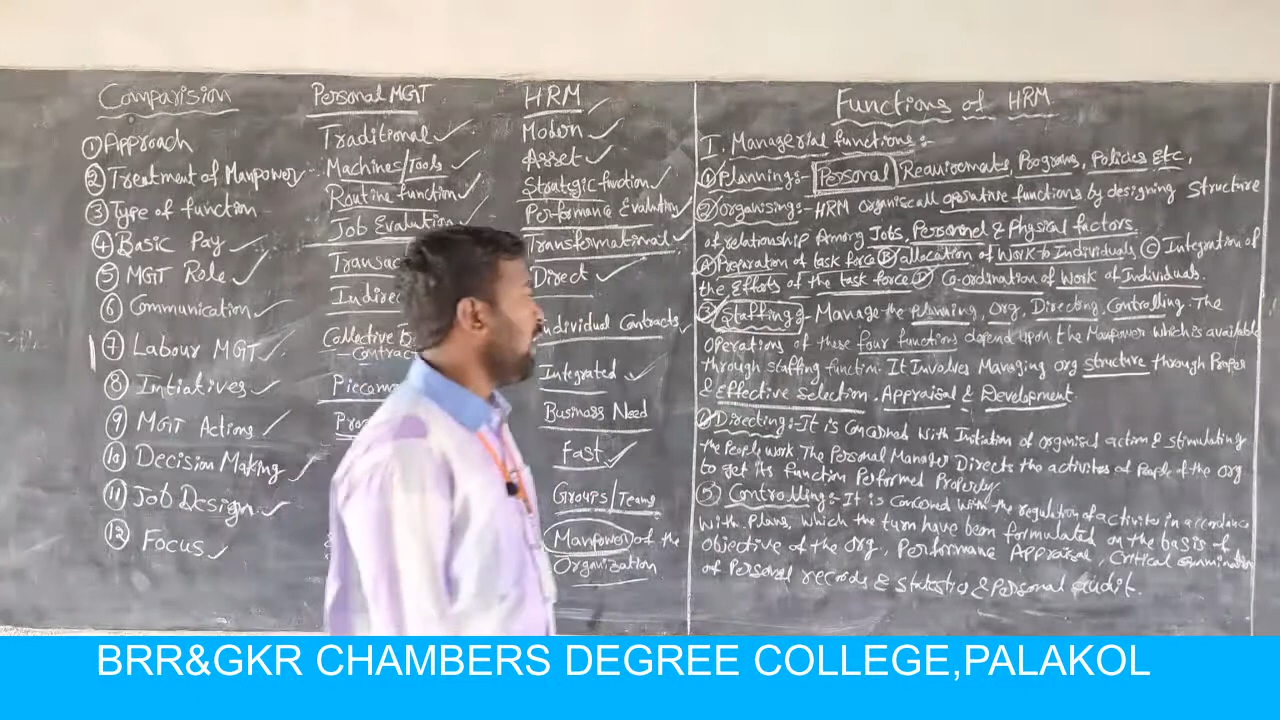 Comparision Personal MGT HRM
① Approach Traditional Modern
② Treatment of Manpower Machines/Tools Asset
③ Type of function Routine function Strategic function
④ Basic Pay Job Evaluation Performance Evaluation
⑤ MGT Role Transac Transformational
⑥ Communication Indirec Direct
⑦ Labour MGT Collective B Individual Contracts
Contrac
⑧ Imtiatives Piecem Integrated
⑨ MGT Actions Pro Business Need
⑩ Decision Making Fast
⑪ Job Design Groups/Teams
⑫ Focus Manpower of the
Organization
Functions of HRM
I. Managerial functions:-
① Planning:- Personal Requirements, Programs, Policies Etc,
② Organising:- HRM organise all operative functions by designing Structure
of relationship Among Jobs, Personnel & Physical factors.
Ⓐ Preparation of task force Ⓑ allocation of Work to Individuals Ⓒ Integration of
the Efforts of the task force Ⓓ Co-ordination of Work of Individuals.
③ Staffing:- Manage the planning, Org, Directing, Controlling. The
Operations of these four functions depend upon the Manpower which is available
through staffing function. It Involves Managing org structure through Proper
& Effective Selection. Appraisal & Development.
④ Directing:- It is Concerned With Initiation of organised action & stimulating
the People work. The Personal Manager Directs the activites of People of the org
to get its function Performed Properly.
⑤ Controlling:- It is Concerned with the regulation of activites in accordance
With Plans, which the turn have been formulated on the basis of
Objective of the Org, Performance Appraisal, Critical examination
of Personal records & statistics & Personal audit.
BRR&GKR CHAMBERS DEGREE COLLEGE,PALAKOL